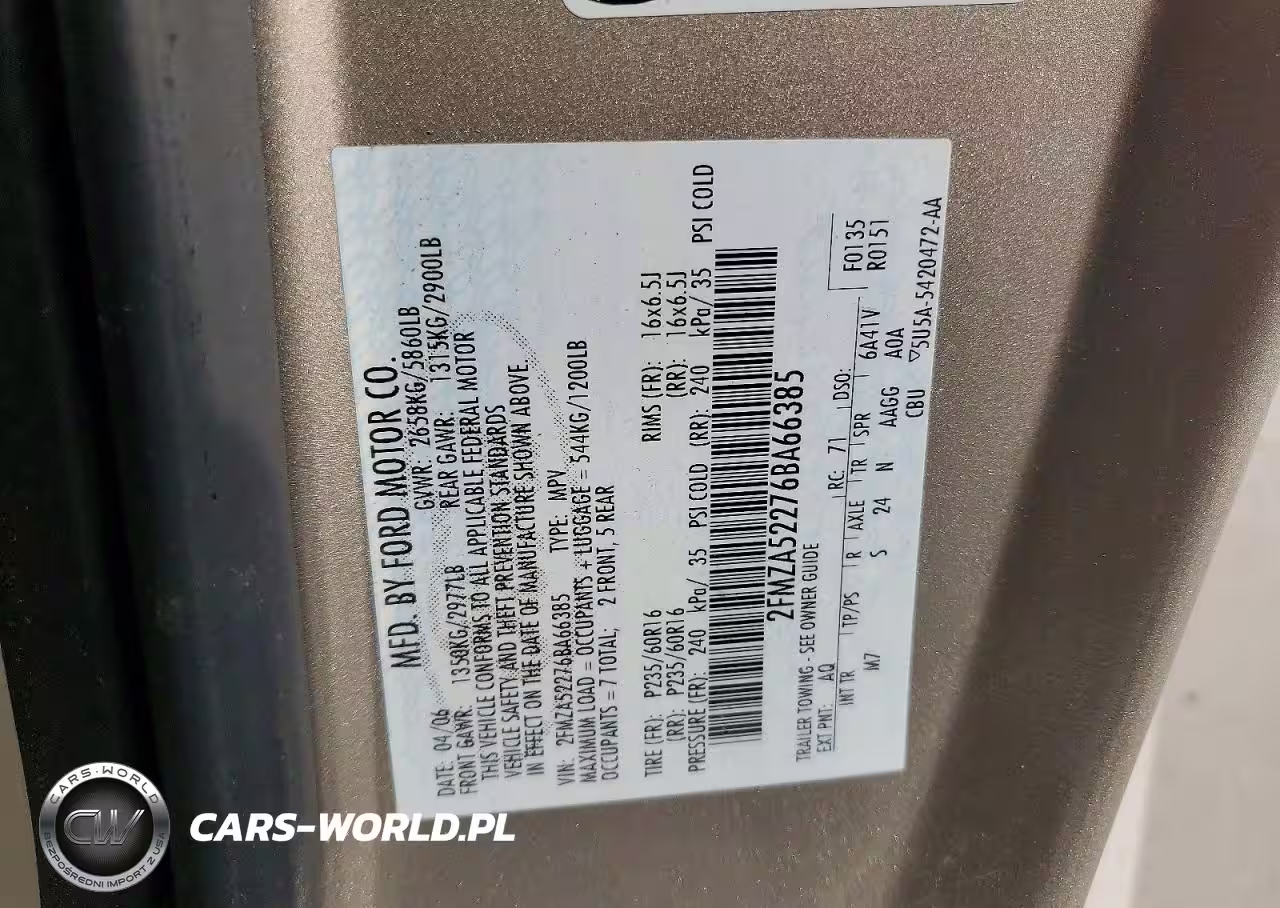 MFD. BY FORD MOTOR CO.
DATE: 04/06 GVWR: 2658KG/5860LB
FRONT GAWR: 1350KG/2977LB REAR GAWR: 1315KG/2900LB
THIS VEHICLE CONFORMS TO ALL APPLICABLE FEDERAL MOTOR
VEHICLE SAFETY AND THEFT PREVENTION STANDARDS
IN EFFECT ON THE DATE OF MANUFACTURE SHOWN ABOVE.
VIN: 2FMZA52276BA66385 TYPE: MPV
MAXIMUM LOAD = OCCUPANTS + LUGGAGE = 544KG/1200LB
OCCUPANTS = 7 TOTAL, 2 FRONT, 5 REAR
TIRE (FR): P235/60R16 RIMS (FR): 16x6.5J
(RR): P235/60R16 (RR): 16x6.5J
PRESSURE (FR): 240 kPa/ 35 PSI COLD (RR): 240 kPa/ 35 PSI COLD
2FMZA52276BA66385
TRAILER TOWING - SEE OWNER GUIDE
EXT PNT: AQ RC: 71 DSO: F0135
INT TR TP/PS R AXLE TR SPR 6A41V R0151
M7 S 24 N AAGG A0A
CBU ▽5U5A-5420472-AA
CARS-WORLD
CW
BEZPOŚREDNI IMPORT Z USA
CARS-WORLD.PL